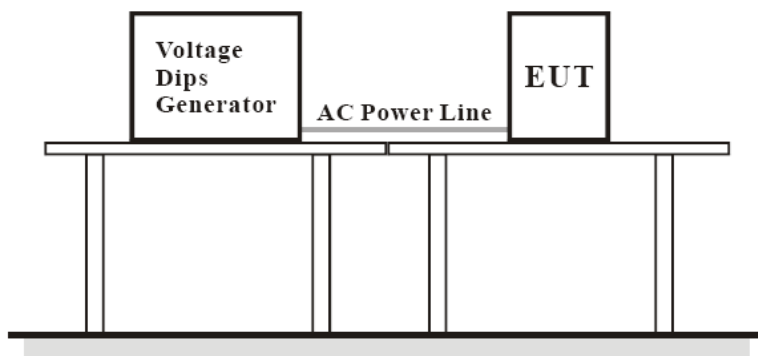 Voltage
Dips
Generator
AC Power Line
EUT